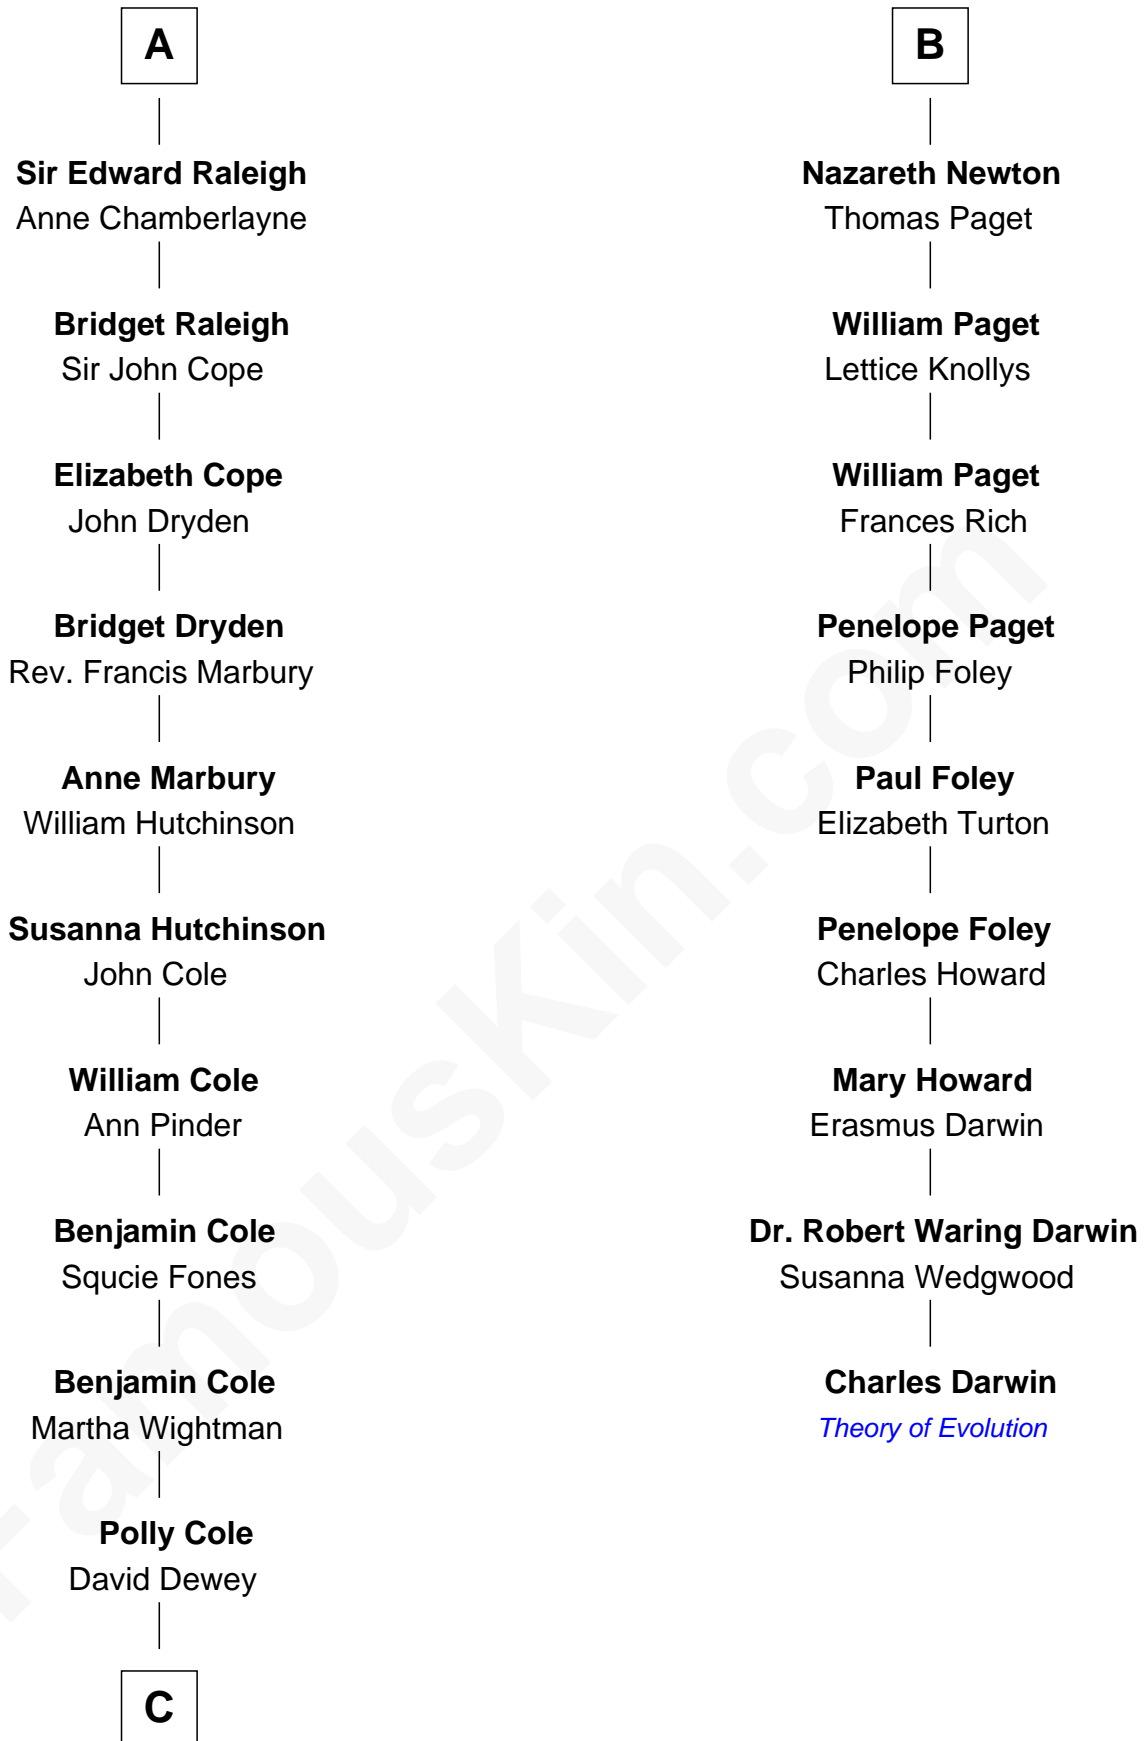 A
Sir Edward Raleigh
Anne Chamberlayne
Bridget Raleigh
Sir John Cope
Elizabeth Cope
John Dryden
Bridget Dryden
Rev. Francis Marbury
Anne Marbury
William Hutchinson
Susanna Hutchinson
John Cole
William Cole
Ann Pinder
Benjamin Cole
Squcie Fones
Benjamin Cole
Martha Wightman
Polly Cole
David Dewey
C
B
Nazareth Newton
Thomas Paget
William Paget
Lettice Knollys
William Paget
Frances Rich
Penelope Paget
Philip Foley
Paul Foley
Elizabeth Turton
Penelope Foley
Charles Howard
Mary Howard
Erasmus Darwin
Dr. Robert Waring Darwin
Susanna Wedgwood
Charles Darwin
Theory of Evolution
FamousKin.com